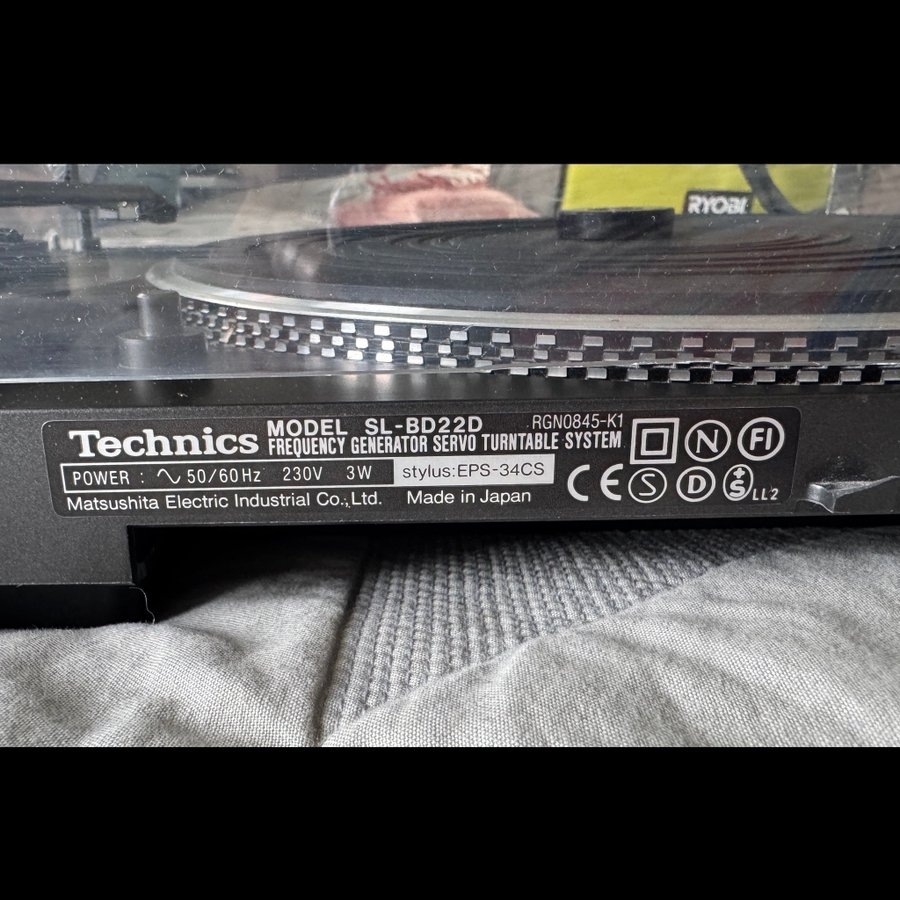 RYOBI
Technics MODEL SL-BD22D RGN0845-K1
FREQUENCY GENERATOR SERVO TURNTABLE SYSTEM
N FI
POWER : ∿ 50/60Hz 230V 3W stylus:EPS-34CS
CE S D S LL2
Matsushita Electric Industrial Co.,Ltd. Made in Japan